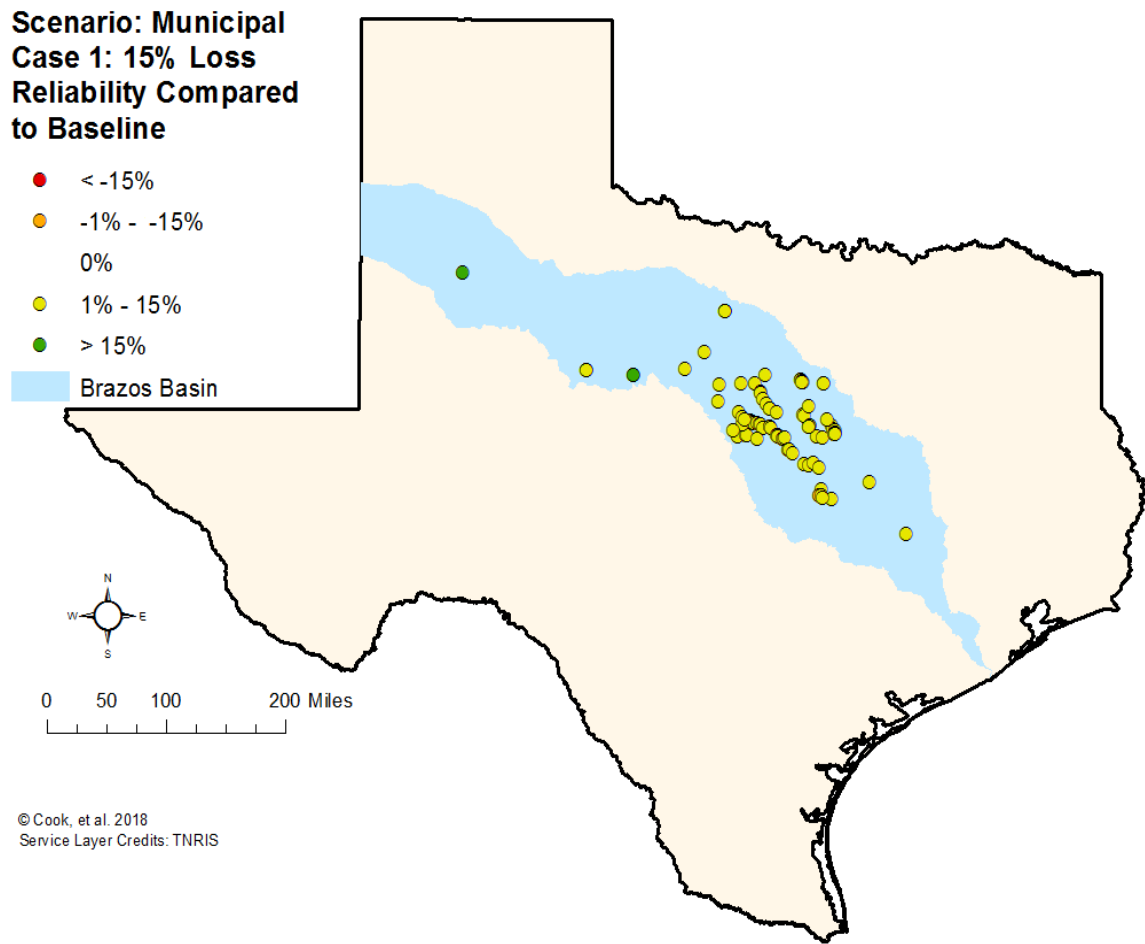 Scenario: Municipal
Case 1: 15% Loss
Reliability Compared
to Baseline
< -15%
-1% - -15%
0%
1% - 15%
> 15%
Brazos Basin
N
W E
S
0 50 100 200 Miles
© Cook, et al. 2018
Service Layer Credits: TNRIS